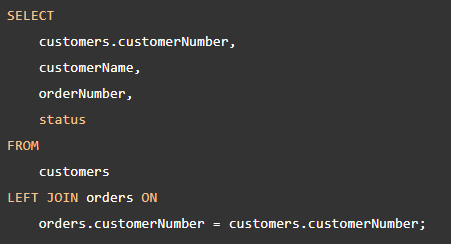 SELECT
    customers.customerNumber,
    customerName,
    orderNumber,
    status
FROM
    customers
LEFT JOIN orders ON
    orders.customerNumber = customers.customerNumber;